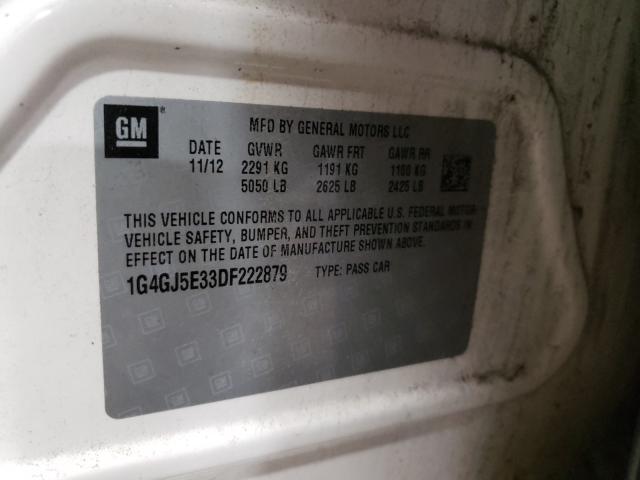 GM ®
MFD BY GENERAL MOTORS LLC
DATE GVWR GAWR FRT GAWR RR
11/12 2291 KG 1191 KG 1100 KG
5050 LB 2625 LB 2425 LB
THIS VEHICLE CONFORMS TO ALL APPLICABLE U.S. FEDERAL MOTOR
VEHICLE SAFETY, BUMPER, AND THEFT PREVENTION STANDARDS IN
EFFECT ON THE DATE OF MANUFACTURE SHOWN ABOVE.
1G4GJ5E33DF222879 TYPE: PASS CAR